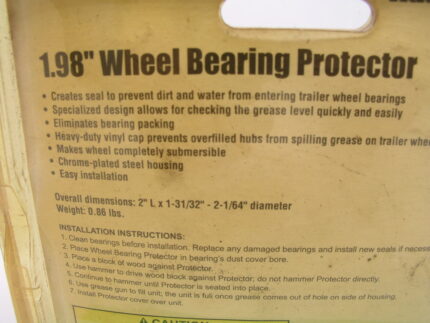 1.98" Wheel Bearing Protector
• Creates seal to prevent dirt and water from entering trailer wheel bearings
• Specialized design allows for checking the grease level quickly and easily
• Eliminates bearing packing
• Heavy-duty vinyl cap prevents overfilled hubs from spilling grease on trailer whe
• Makes wheel completely submersible
• Chrome-plated steel housing
• Easy installation
Overall dimensions: 2" L x 1-31/32" - 2-1/64" diameter
Weight: 0.86 lbs.
INSTALLATION INSTRUCTIONS:
1. Clean bearings before installation. Replace any damaged bearings and install new seals if necess
2. Place Wheel Bearing Protector in bearing's dust cover bore.
3. Place a block of wood against Protector.
4. Use hammer to drive wood block against Protector; do not hammer Protector directly.
5. Continue to hammer until Protector is seated into place.
6. Use grease gun to fill unit; the unit is full once grease comes out of hole on side of housing.
7. Install Protector cover over unit.
CAUTION